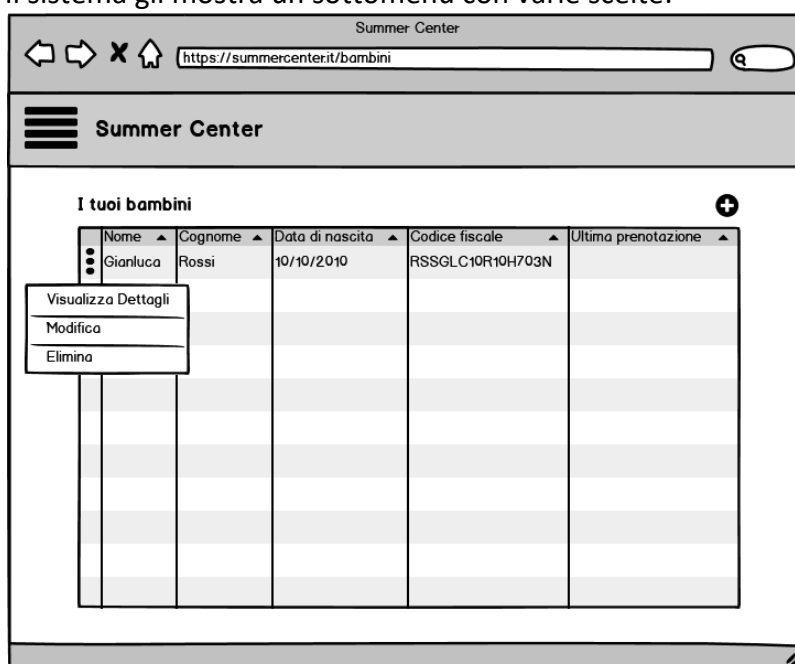 il sistema gli mostra un sottomenu con varie scelte:
Summer Center
https://summercenter.it/bambini
Summer Center
I tuoi bambini
Nome Cognome Data di nascita Codice fiscale Ultima prenotazione
Gianluca Rossi 10/10/2010 RSSGLC10R10H703N
Visualizza Dettagli
Modifica
Elimina